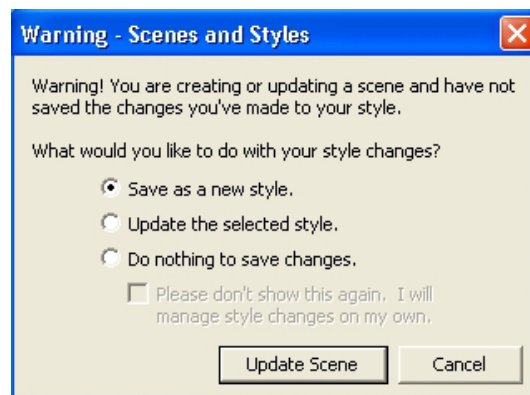 Warning - Scenes and Styles
Warning! You are creating or updating a scene and have not
saved the changes you've made to your style.
What would you like to do with your style changes?
Save as a new style.
Update the selected style.
Do nothing to save changes.
Please don't show this again. I will
manage style changes on my own.
Update Scene
Cancel